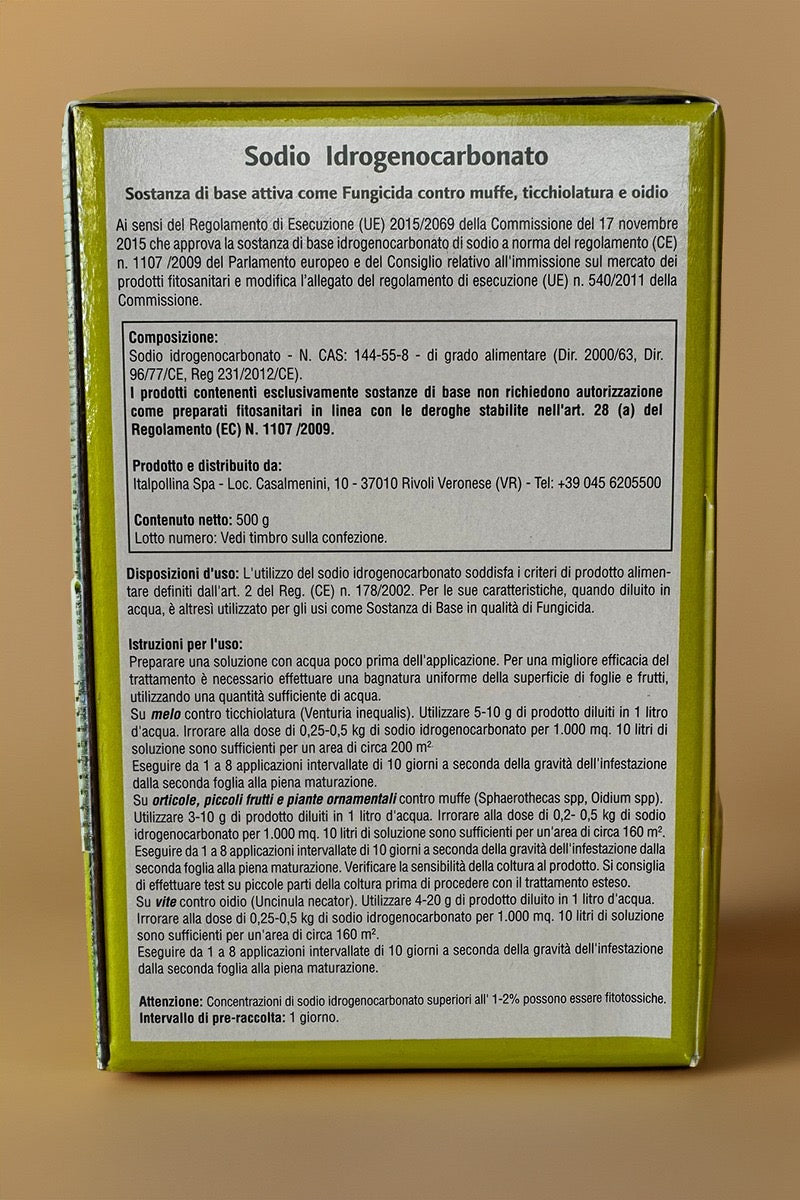 Sodio Idrogenocarbonato
Sostanza di base attiva come Fungicida contro muffe, ticchiolatura e oidio
Ai sensi del Regolamento di Esecuzione (UE) 2015/2069 della Commissione del 17 novembre
2015 che approva la sostanza di base idrogenocarbonato di sodio a norma del regolamento (CE)
n. 1107 /2009 del Parlamento europeo e del Consiglio relativo all'immissione sul mercato dei
prodotti fitosanitari e modifica l'allegato del regolamento di esecuzione (UE) n. 540/2011 della
Commissione.
Composizione:
Sodio idrogenocarbonato - N. CAS: 144-55-8 - di grado alimentare (Dir. 2000/63, Dir.
96/77/CE, Reg 231/2012/CE).
I prodotti contenenti esclusivamente sostanze di base non richiedono autorizzazione
come preparati fitosanitari in linea con le deroghe stabilite nell'art. 28 (a) del
Regolamento (EC) N. 1107 /2009.
Prodotto e distribuito da:
Italpollina Spa - Loc. Casalmenini, 10 - 37010 Rivoli Veronese (VR) - Tel: +39 045 6205500
Contenuto netto: 500 g
Lotto numero: Vedi timbro sulla confezione.
Disposizioni d'uso: L'utilizzo del sodio idrogenocarbonato soddisfa i criteri di prodotto alimen-
tare definiti dall'art. 2 del Reg. (CE) n. 178/2002. Per le sue caratteristiche, quando diluito in
acqua, è altresì utilizzato per gli usi come Sostanza di Base in qualità di Fungicida.
Istruzioni per l'uso:
Preparare una soluzione con acqua poco prima dell'applicazione. Per una migliore efficacia del
trattamento è necessario effettuare una bagnatura uniforme della superficie di foglie e frutti,
utilizzando una quantità sufficiente di acqua.
Su melo contro ticchiolatura (Venturia inequalis). Utilizzare 5-10 g di prodotto diluiti in 1 litro
d'acqua. Irrorare alla dose di 0,25-0,5 kg di sodio idrogenocarbonato per 1.000 mq. 10 litri di
soluzione sono sufficienti per un area di circa 200 m²
Eseguire da 1 a 8 applicazioni intervallate di 10 giorni a seconda della gravità dell'infestazione
dalla seconda foglia alla piena maturazione.
Su orticole, piccoli frutti e piante ornamentali contro muffe (Sphaerothecas spp, Oidium spp).
Utilizzare 3-10 g di prodotto diluiti in 1 litro d'acqua. Irrorare alla dose di 0,2- 0,5 kg di sodio
idrogenocarbonato per 1.000 mq. 10 litri di soluzione sono sufficienti per un'area di circa 160 m².
Eseguire da 1 a 8 applicazioni intervallate di 10 giorni a seconda della gravità dell'infestazione dalla
seconda foglia alla piena maturazione. Verificare la sensibilità della coltura al prodotto. Si consiglia
di effettuare test su piccole parti della coltura prima di procedere con il trattamento esteso.
Su vite contro oidio (Uncinula necator). Utilizzare 4-20 g di prodotto diluito in 1 litro d'acqua.
Irrorare alla dose di 0,25-0,5 kg di sodio idrogenocarbonato per 1.000 mq. 10 litri di soluzione
sono sufficienti per un'area di circa 160 m².
Eseguire da 1 a 8 applicazioni intervallate di 10 giorni a seconda della gravità dell'infestazione
dalla seconda foglia alla piena maturazione.
Attenzione: Concentrazioni di sodio idrogenocarbonato superiori all' 1-2% possono essere fitotossiche.
Intervallo di pre-raccolta: 1 giorno.